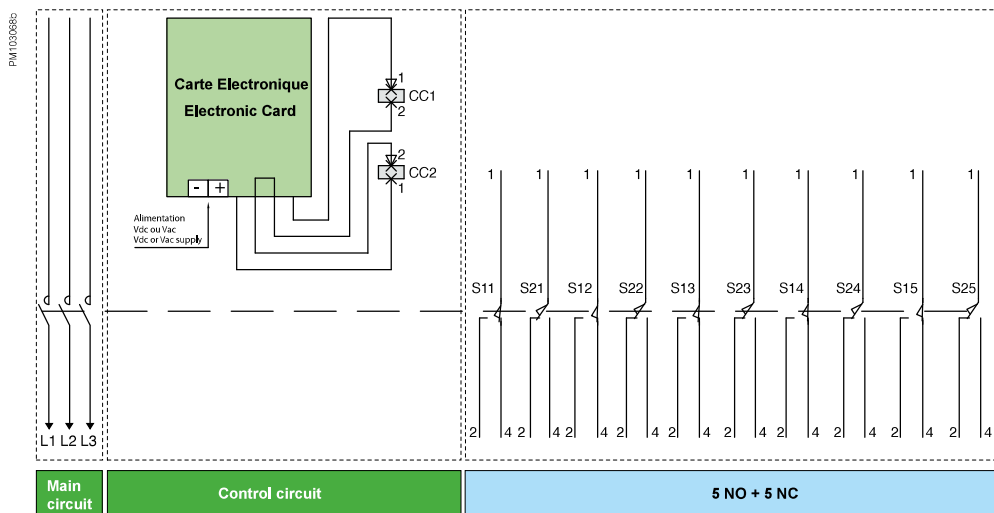 PM103068b
Carte Electronique
Electronic Card
- +
Alimentation
Vdc ou Vac
Vdc or Vac supply
1
CC1
2
2
CC2
1
1 1 1 1 1 1 1 1 1 1
S11 S21 S12 S22 S13 S23 S14 S24 S15 S25
2 4 2 4 2 4 2 4 2 4 2 4 2 4 2 4 2 4 2 4
L1 L2 L3
Main
circuit
Control circuit
5 NO + 5 NC